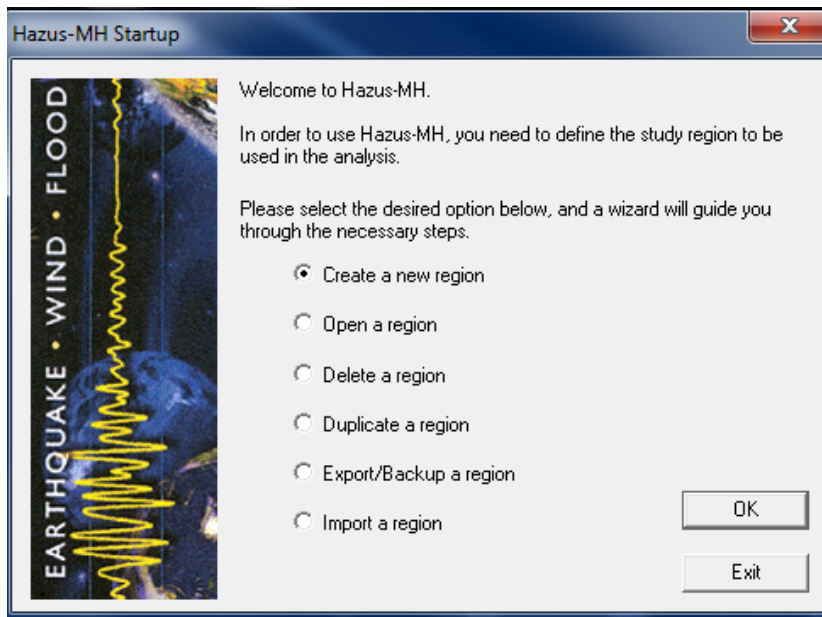 Hazus-MH Startup
EARTHQUAKE • WIND • FLOOD
Welcome to Hazus-MH.
In order to use Hazus-MH, you need to define the study region to be
used in the analysis.
Please select the desired option below, and a wizard will guide you
through the necessary steps.
Create a new region
Open a region
Delete a region
Duplicate a region
Export/Backup a region
Import a region
OK
Exit